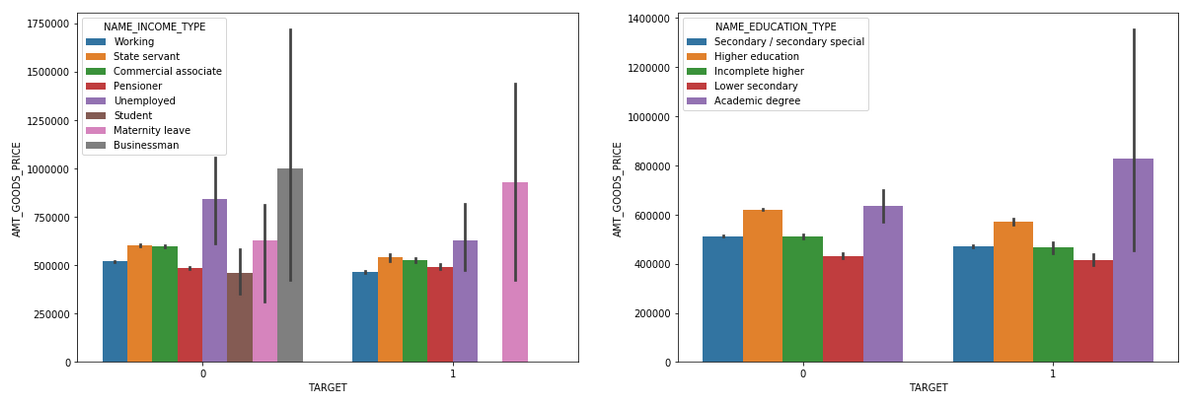 NAME_INCOME_TYPE
Working
State servant
Commercial associate
Pensioner
Unemployed
Student
Maternity leave
Businessman
1750000
1500000
1250000
1000000
750000
500000
250000
0
AMT_GOODS_PRICE
0
1
TARGET
NAME_EDUCATION_TYPE
Secondary / secondary special
Higher education
Incomplete higher
Lower secondary
Academic degree
1400000
1200000
1000000
800000
600000
400000
200000
0
AMT_GOODS_PRICE
0
1
TARGET